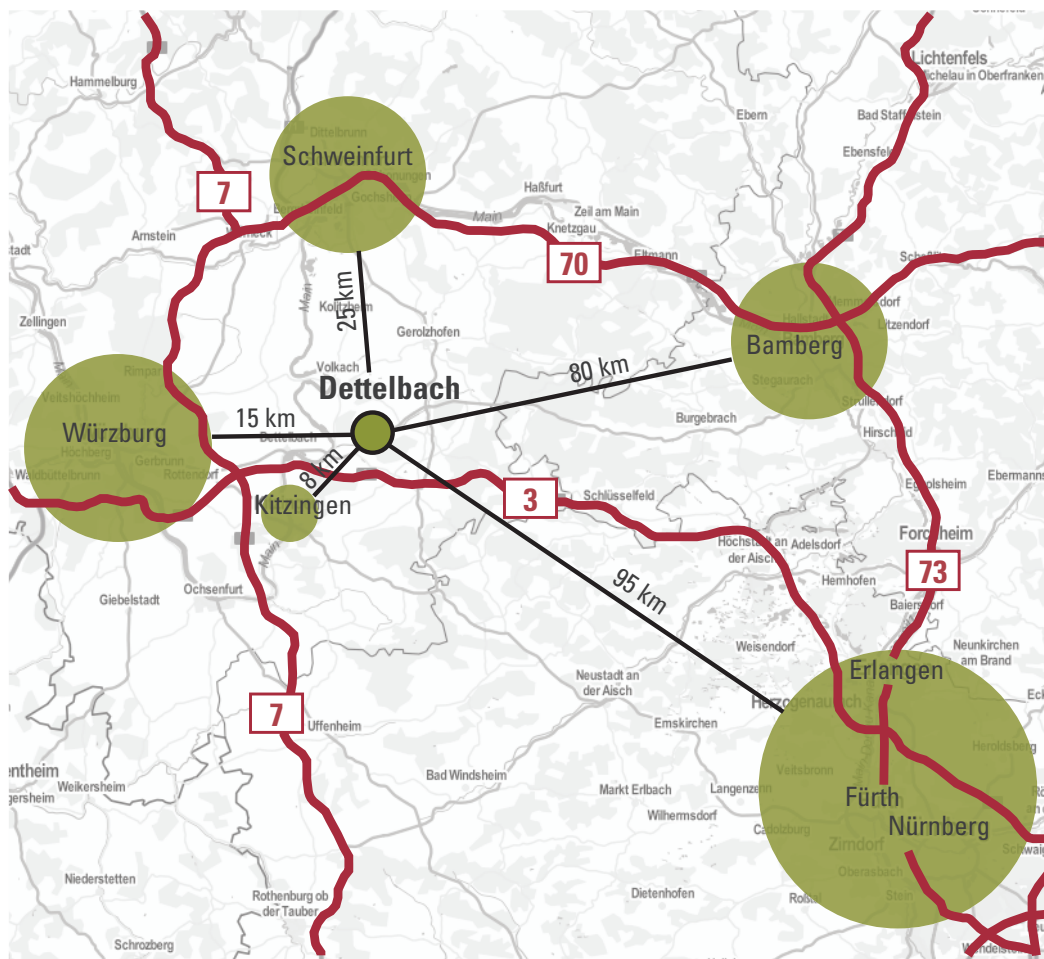 Lichtenfels
Michelau in Oberfranken
Hammelburg
Bad Staffelstein
Ebern
Dittelbrunn
Schweinfurt
Ebensfeld
7
Gochsheim
Haßfurt
Main
Zeil am Main
Knetzgau
Arnstein
Eltmann
70
25 km
Main
Kolitzheim
Zellingen
Gerolzhofen
Hallstadt
Litzendorf
Bamberg
Volkach
Rimpar
80 km
Dettelbach
Stegaurach
Veitshöchheim
Strullendorf
15 km
Burgebrach
Würzburg
Dettelbach
Hirschaid
Höchberg
Gerbrunn
Waldbüttelbrunn
Rottendorf
8 km
Eggolsheim
Kitzingen
3
Schlüsselfeld
Forchheim
Main
Höchstadt an
der Aisch
Adelsdorf
73
Hemhofen
95 km
Ochsenfurt
Giebelstadt
Baiersdorf
Weisendorf
Neunkirchen
am Brand
Erlangen
Neustadt an
der Aisch
Herzogenaurach
7
Uffenheim
Emskirchen
Heroldsberg
Bad Windsheim
Veitsbronn
Weikersheim
Markt Erlbach
Langenzenn
Fürth
Wilhermsdorf
Nürnberg
Cadolzburg
Zirndorf
Oberasbach
Niederstetten
Rothenburg ob
der Tauber
Dietenhofen
Roßtal
Stein
Schrozberg